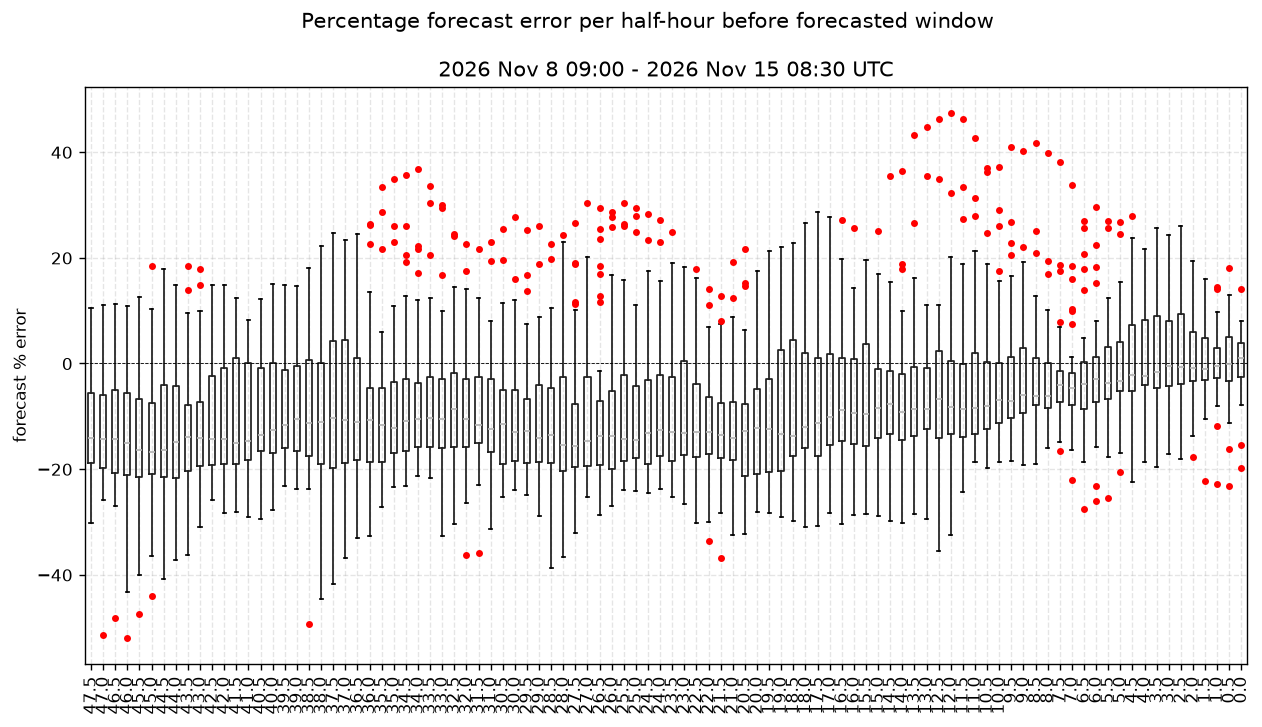 Percentage forecast error per half-hour before forecasted window
2026 Nov 8 09:00 - 2026 Nov 15 08:30 UTC
forecast % error
40
20
0
−20
−40
47.5 47.0 46.5 46.0 45.5 45.0 44.5 44.0 43.5 43.0 42.5 42.0 41.5 41.0 40.5 40.0 39.5 39.0 38.5 38.0 37.5 37.0 36.5 36.0 35.5 35.0 34.5 34.0 33.5 33.0 32.5 32.0 31.5 31.0 30.5 30.0 29.5 29.0 28.5 28.0 27.5 27.0 26.5 26.0 25.5 25.0 24.5 24.0 23.5 23.0 22.5 22.0 21.5 21.0 20.5 20.0 19.5 19.0 18.5 18.0 17.5 17.0 16.5 16.0 15.5 15.0 14.5 14.0 13.5 13.0 12.5 12.0 11.5 11.0 10.5 10.0 9.5 9.0 8.5 8.0 7.5 7.0 6.5 6.0 5.5 5.0 4.5 4.0 3.5 3.0 2.5 2.0 1.5 1.0 0.5 0.0